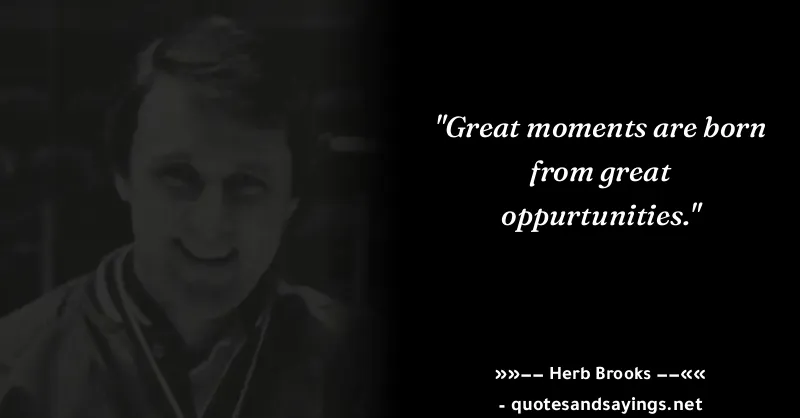 "Great moments are born
from great
oppurtunities."
»»−− Herb Brooks −−««
- quotesandsayings.net